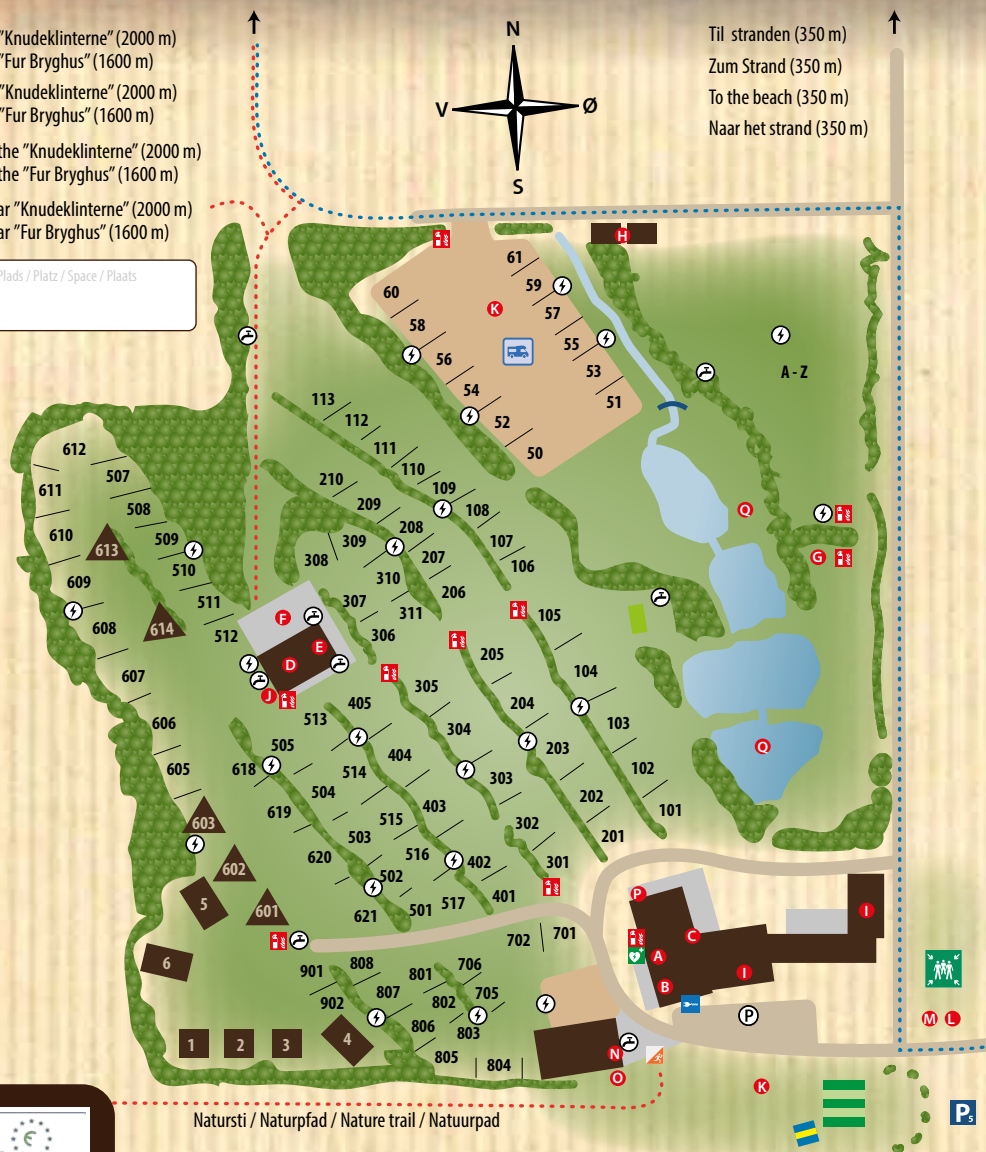 "Knudeklinterne" (2000 m)
"Fur Bryghus" (1600 m)
"Knudeklinterne" (2000 m)
"Fur Bryghus" (1600 m)
the "Knudeklinterne" (2000 m)
the "Fur Bryghus" (1600 m)
ar "Knudeklinterne" (2000 m)
ar "Fur Bryghus" (1600 m)
Plads / Platz / Space / Plaats
N
V
Ø
S
Til stranden (350 m)
Zum Strand (350 m)
To the beach (350 m)
Naar het strand (350 m)
H
61
60
59
K
57
58
55
56
53
54
51
52
50
A - Z
113
112
111
110
109
108
107
106
210
209
208
207
206
309
308
310
311
307
306
612
611
507
508
610
509
613
510
609
511
608
614
512
607
606
605
F
E
D
J
Q
G
105
104
103
102
101
205
204
203
202
201
305
304
303
302
301
405
404
403
402
401
513
514
515
516
517
505
504
503
502
501
618
619
620
621
603
602
601
5
6
Q
702
701
P
C
A
B
I
I
P
901
808
801
706
902
807
802
705
806
803
805
804
1
2
3
4
N
O
M
L
K
P5
Natursti / Naturpfad / Nature trail / Natuurpad
€